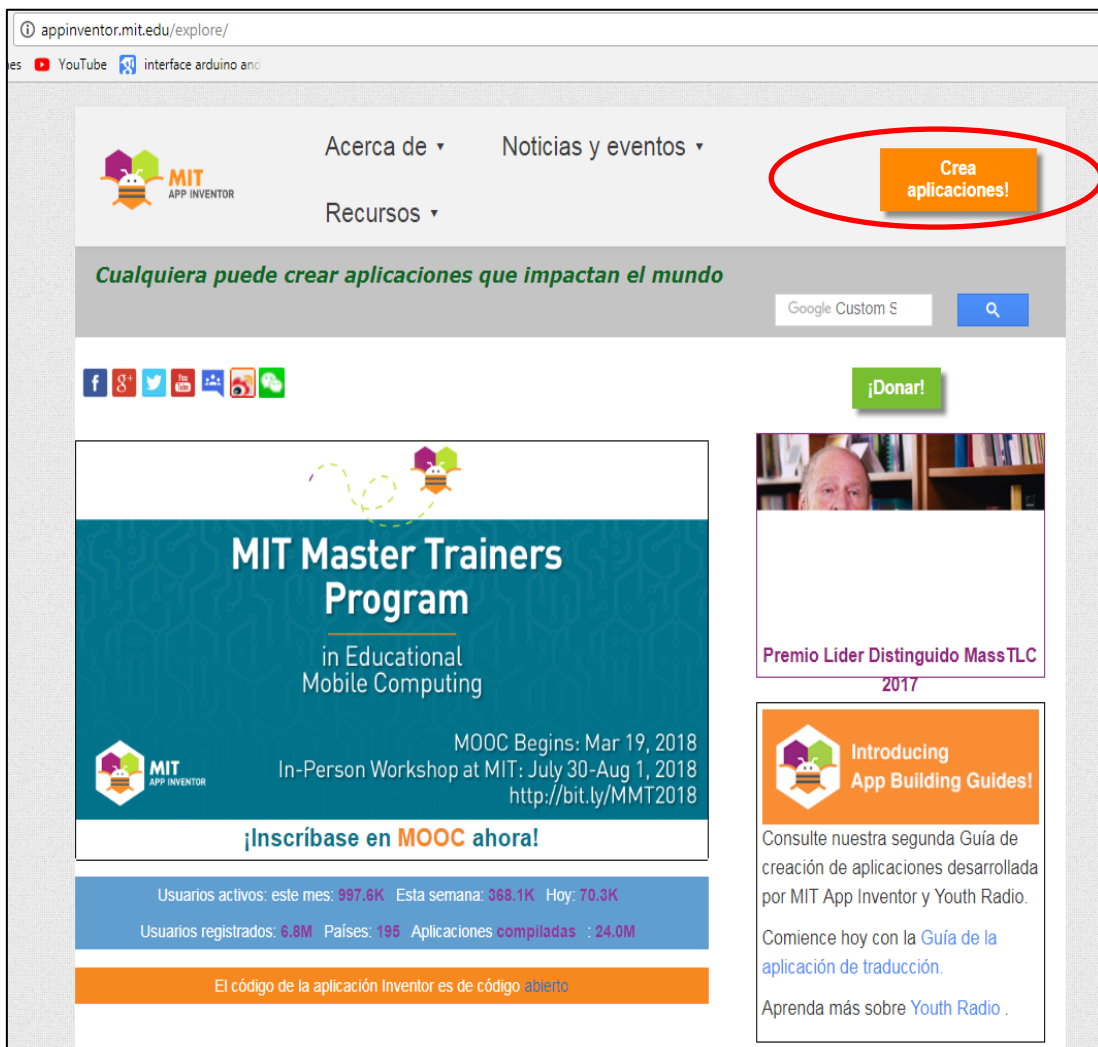 appinventor.mit.edu/explore/
es YouTube interface arduino and
MIT
APP INVENTOR
Acerca de
Noticias y eventos
Recursos
Crea
aplicaciones!
Cualquiera puede crear aplicaciones que impactan el mundo
Google Custom S
¡Donar!
MIT Master Trainers
Program
in Educational
Mobile Computing
MIT
APP INVENTOR
MOOC Begins: Mar 19, 2018
In-Person Workshop at MIT: July 30-Aug 1, 2018
http://bit.ly/MMT2018
¡Inscríbase en MOOC ahora!
Usuarios activos: este mes: 997.6K Esta semana: 368.1K Hoy: 70.3K
Usuarios registrados: 6.8M Países: 195 Aplicaciones compiladas : 24.0M
El código de la aplicación Inventor es de código abierto
Premio Líder Distinguido MassTLC
2017
Introducing
App Building Guides!
Consulte nuestra segunda Guía de
creación de aplicaciones desarrollada
por MIT App Inventor y Youth Radio.
Comience hoy con la Guía de la
aplicación de traducción.
Aprenda más sobre Youth Radio .